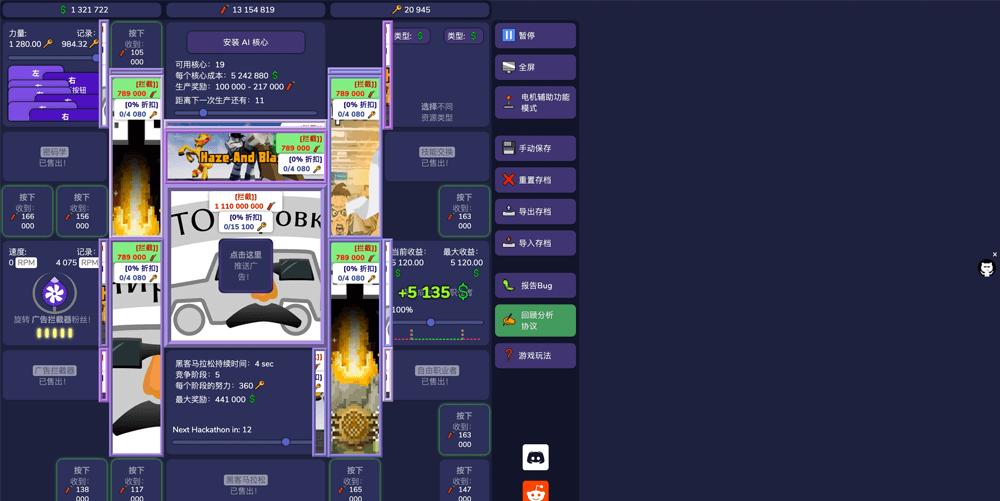 1 321 722
13 154 819
20 945
力量:
记录:
1 280.00
984.32
左
右
按钮
右
按下
收到:
105
000
安装 AI 核心
可用核心: 19
每个核心成本: 5 242 880
生产奖励: 100 000 - 217 000
距离下一次生产还有: 11
类型:
类型:
选择不同
资源类型
[拦截]
789 000
[0% 折扣]
0/4 080
[拦截]
789 000
[0% 折扣]
0/4 080
Haze And Bla
[拦截]
789 000
[0% 折扣]
0/4 080
密码学
已售出!
技能交换
已售出!
按下
收到:
166
000
按下
收到:
156
000
按下
收到:
163
000
[拦截]
1 110 000 000
[0% 折扣]
0/15 100
点击这里
推送广
告!
速度:
记录:
0 RPM
4 075 RPM
旋转 广告拦截器粉丝!
[拦截]
789 000
[0% 折扣]
0/4 080
[拦截]
789 000
[0% 折扣]
0/4 080
当前收益:
最大收益:
5 120.00
5 120.00
+5 135
100%
广告拦截器
已售出!
自由职业者
已售出!
黑客马拉松持续时间: 4 sec
竞争阶段: 5
每个阶段的努力: 360
最大奖励: 441 000
Next Hackathon in: 12
按下
收到:
163
000
按下
收到:
138
000
按下
收到:
117
000
黑客马拉松
已售出!
按下
收到:
165
000
按下
收到:
147
000
暂停
全屏
电机辅助功能
模式
手动保存
重置存档
导出存档
导入存档
报告Bug
回顾分析
协议
游戏玩法